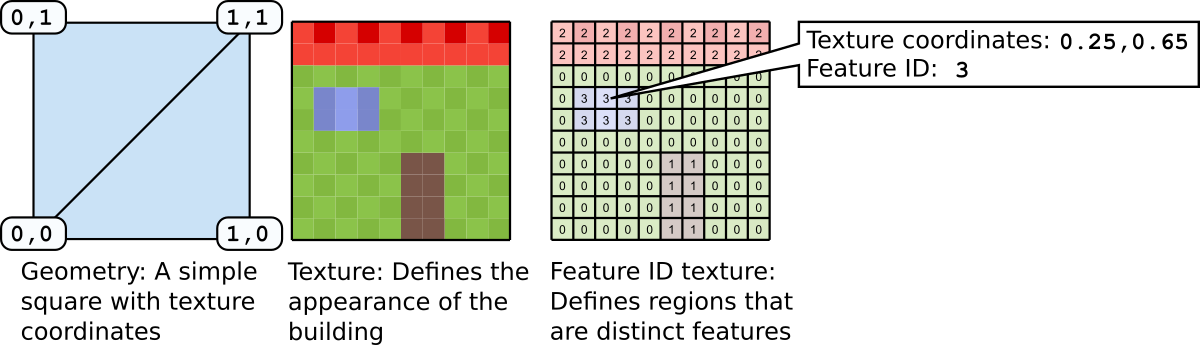 0,1
1,1
0,0
1,0
2 2 2 2 2 2 2 2 2 2
2 2 2 2 2 2 2 2 2 2
0 0 0 0 0 0 0 0 0 0
0 3 3 3 0 0 0 0 0 0
0 3 3 3 0 0 0 0 0 0
0 0 0 0 0 0 0 0 0 0
0 0 0 0 0 1 1 0 0 0
0 0 0 0 0 1 1 0 0 0
0 0 0 0 0 1 1 0 0 0
0 0 0 0 0 1 1 0 0 0
Texture coordinates: 0.25,0.65
Feature ID: 3
Geometry: A simple
square with texture
coordinates
Texture: Defines the
appearance of the
building
Feature ID texture:
Defines regions that
are distinct features